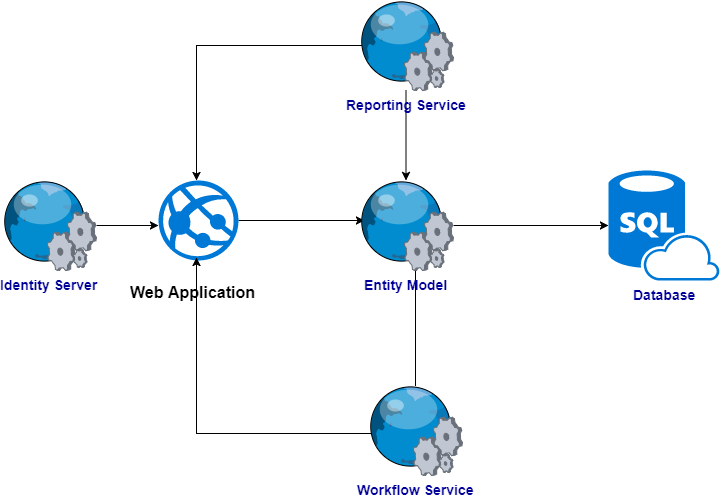 Reporting Service
Identity Server
Web Application
Entity Model
SQL
Database
Workflow Service